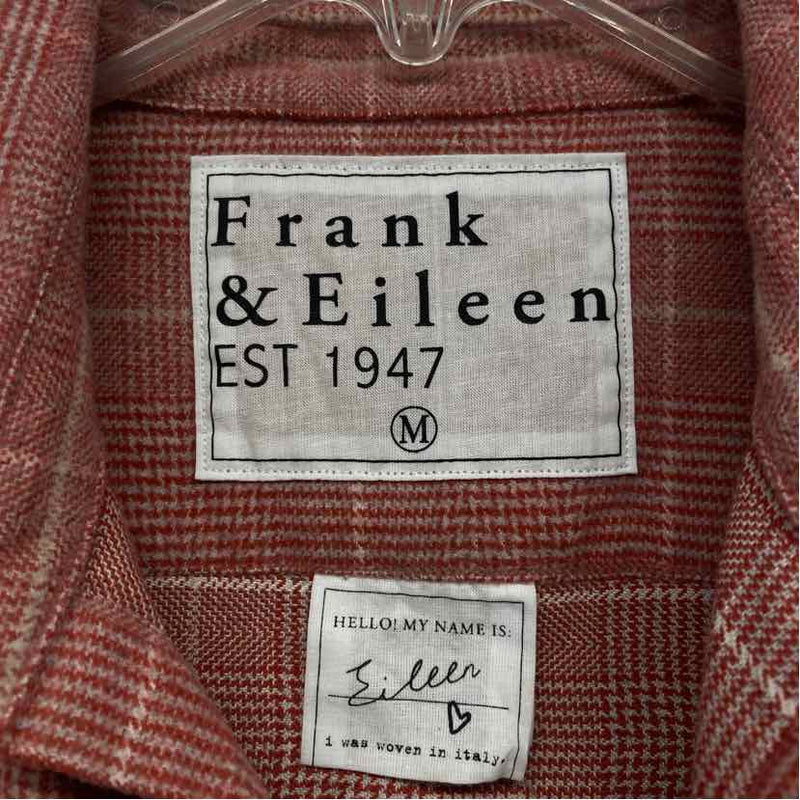 Frank
& Eileen
EST 1947
M
HELLO! MY NAME IS:
Eileen
i was woven in italy.